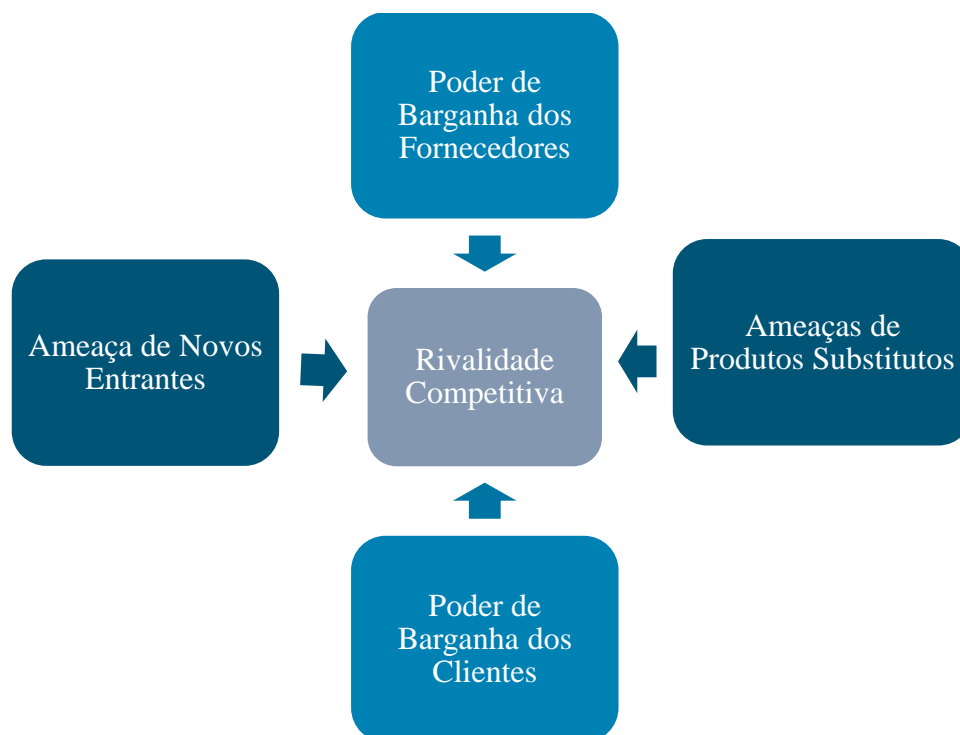 Poder de
Barganha dos
Fornecedores
Ameaça de Novos
Entrantes
Rivalidade
Competitiva
Ameaças de
Produtos Substitutos
Poder de
Barganha dos
Clientes